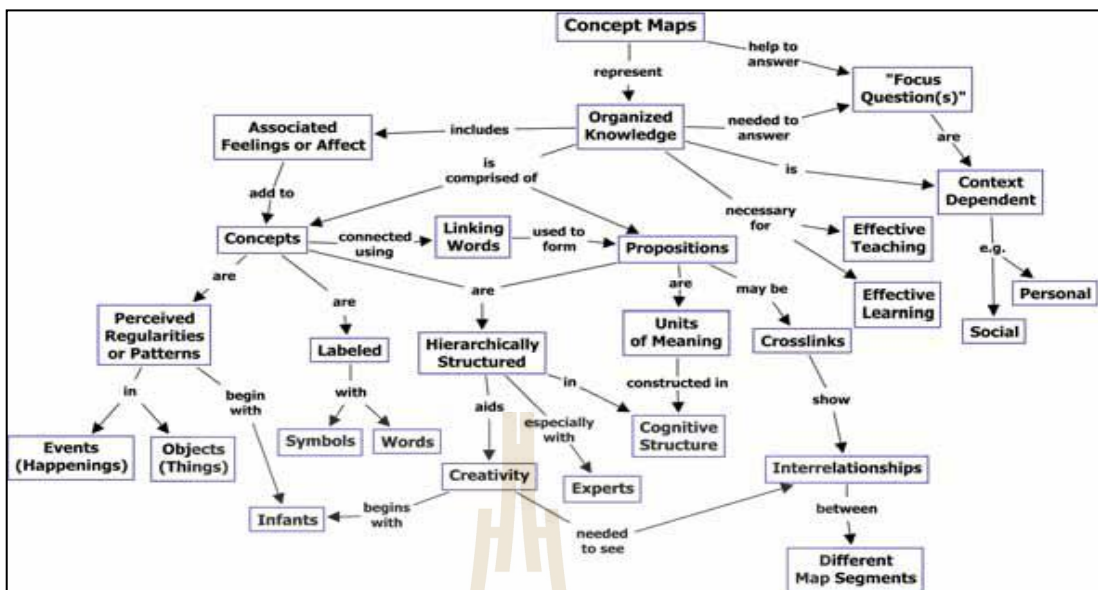 Concept Maps
help to
answer
represent
"Focus
Question(s)"
Organized
Knowledge
needed to
answer
Associated
Feelings or Affect
includes
are
is
comprised of
is
Context
Dependent
add to
necessary
for
Linking
Words
Effective
Teaching
Concepts
connected
using
used to
form
Propositions
e.g.
are
are
are
are
may be
Effective
Learning
Personal
Perceived
Regularities
or Patterns
Labeled
Hierarchically
Structured
Units
of Meaning
Crosslinks
Social
in
begin
with
with
aids
in
constructed in
show
especially
with
Events
(Happenings)
Objects
(Things)
Symbols
Words
Cognitive
Structure
Creativity
Experts
Interrelationships
Infants
begins
with
needed
to see
between
Different
Map Segments